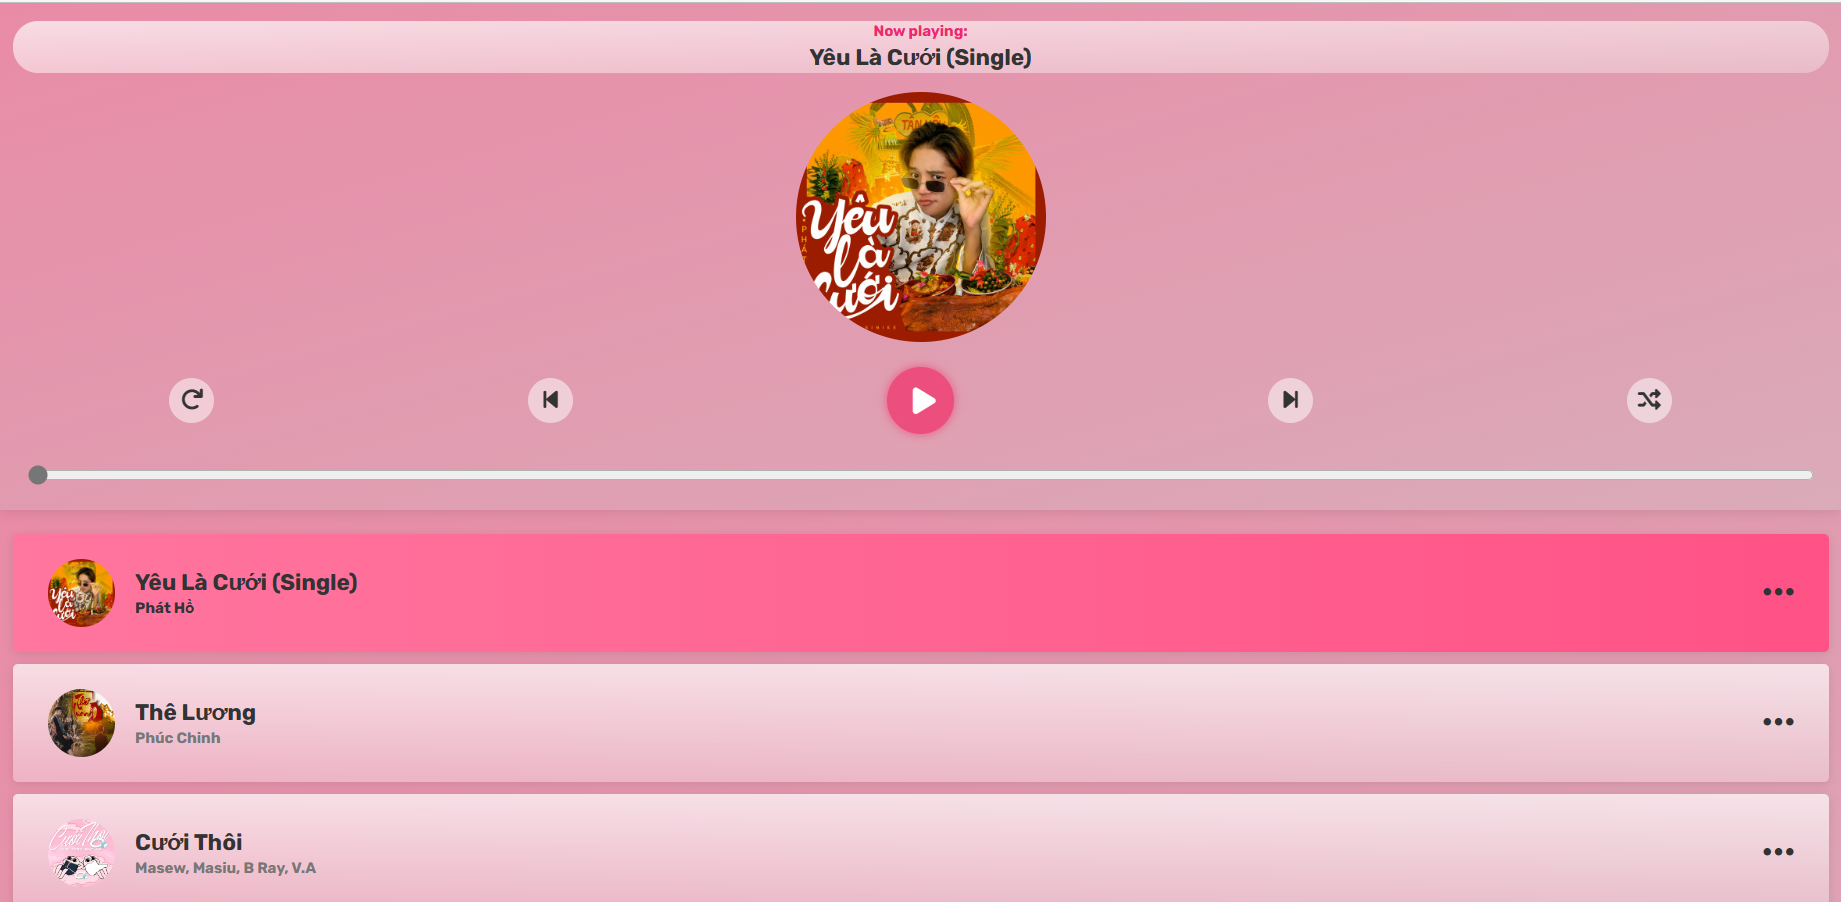 Now playing:
Yêu Là Cưới (Single)
TÂN
Yêu
là
Cưới
Yêu Là Cưới (Single)
Phát Hồ
Thê Lương
Phúc Chinh
Cưới Thôi
Masew, Masiu, B Ray, V.A